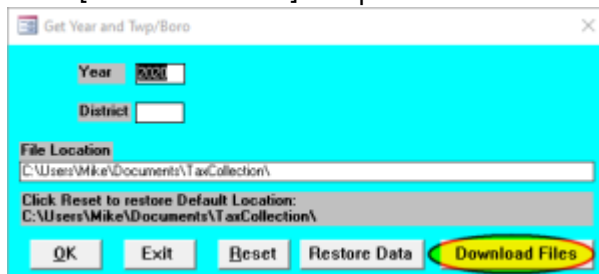 Get Year and Twp/Boro
Year 2020
District
File Location
C:\Users\Mike\Documents\TaxCollection\
Click Reset to restore Default Location:
C:\Users\Mike\Documents\TaxCollection\
OK Exit Reset Restore Data Download Files